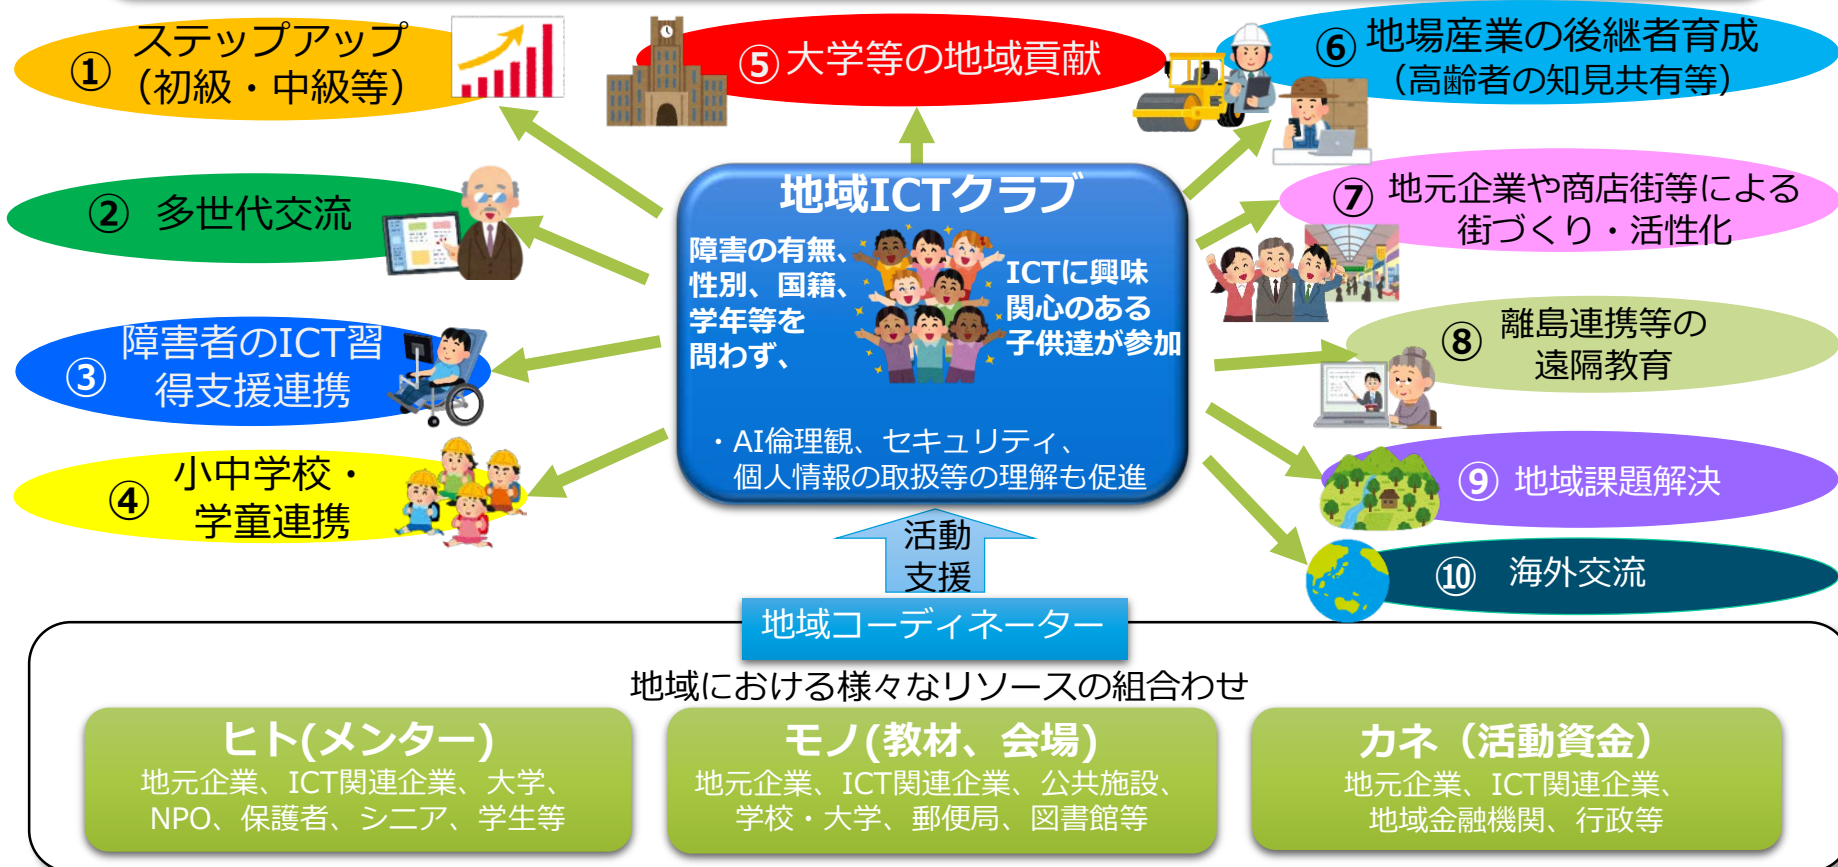 ① ステップアップ
（初級・中級等）
② 多世代交流
③ 障害者のICT習
得支援連携
④ 小中学校・
学童連携
⑤大学等の地域貢献
⑥地場産業の後継者育成
（高齢者の知見共有等）
⑦ 地元企業や商店街等による
街づくり・活性化
⑧ 離島連携等の
遠隔教育
⑨ 地域課題解決
⑩ 海外交流
地域ICTクラブ
障害の有無、
性別、国籍、
学年等を
問わず、
ICTに興味
関心のある
子供達が参加
・AI倫理観、セキュリティ、
個人情報の取扱等の理解も促進
活動
支援
地域コーディネーター
地域における様々なリソースの組合わせ
ヒト(メンター)
地元企業、ICT関連企業、大学、
NPO、保護者、シニア、学生等
モノ(教材、会場)
地元企業、ICT関連企業、公共施設、
学校・大学、郵便局、図書館等
カネ（活動資金）
地元企業、ICT関連企業、
地域金融機関、行政等